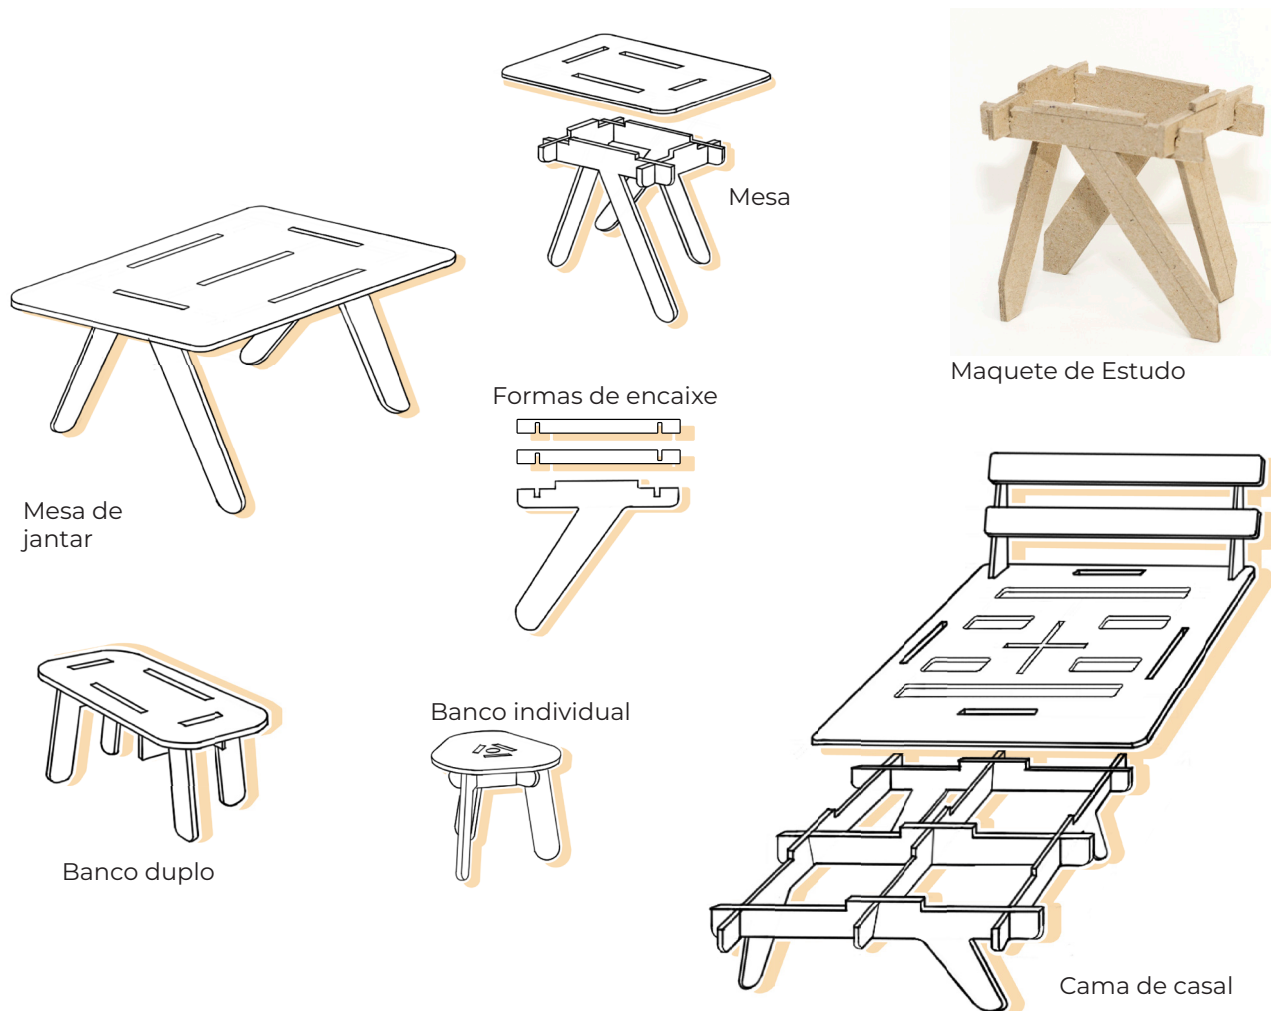 Mesa
Maquete de Estudo
Formas de encaixe
Mesa de
jantar
Banco individual
Banco duplo
Cama de casal